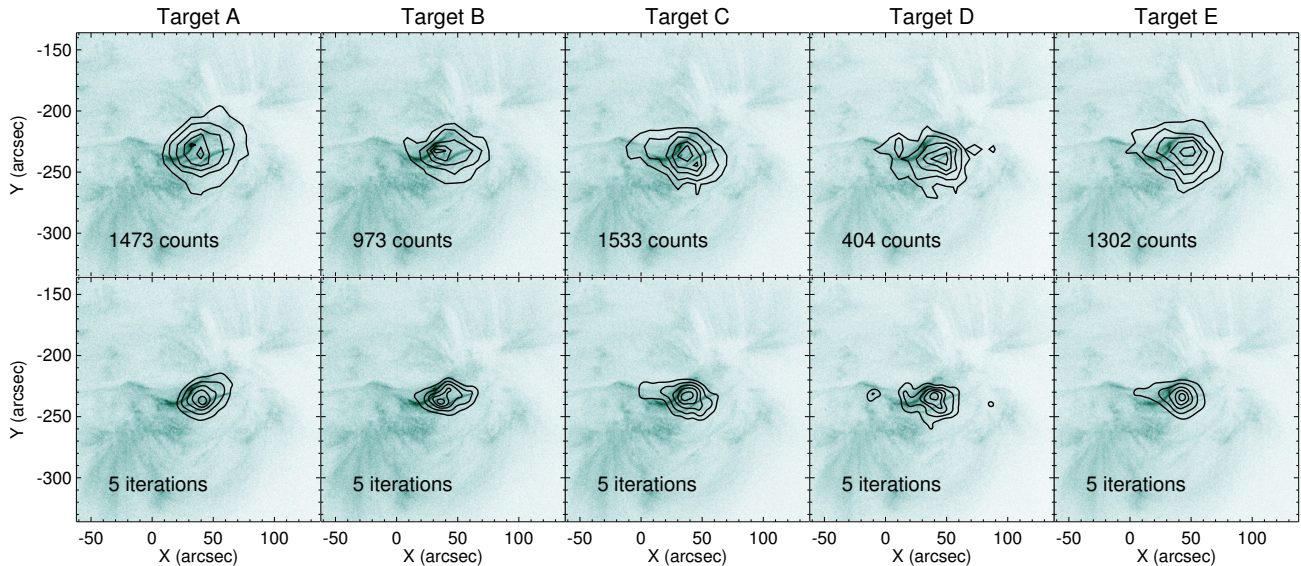 Target A
Target B
Target C
Target D
Target E
-150
-200
-250
-300
Y (arcsec)
1473 counts
973 counts
1533 counts
404 counts
1302 counts
-150
-200
-250
-300
Y (arcsec)
5 iterations
5 iterations
5 iterations
5 iterations
5 iterations
-50 0 50 100
-50 0 50 100
-50 0 50 100
-50 0 50 100
-50 0 50 100
X (arcsec)
X (arcsec)
X (arcsec)
X (arcsec)
X (arcsec)